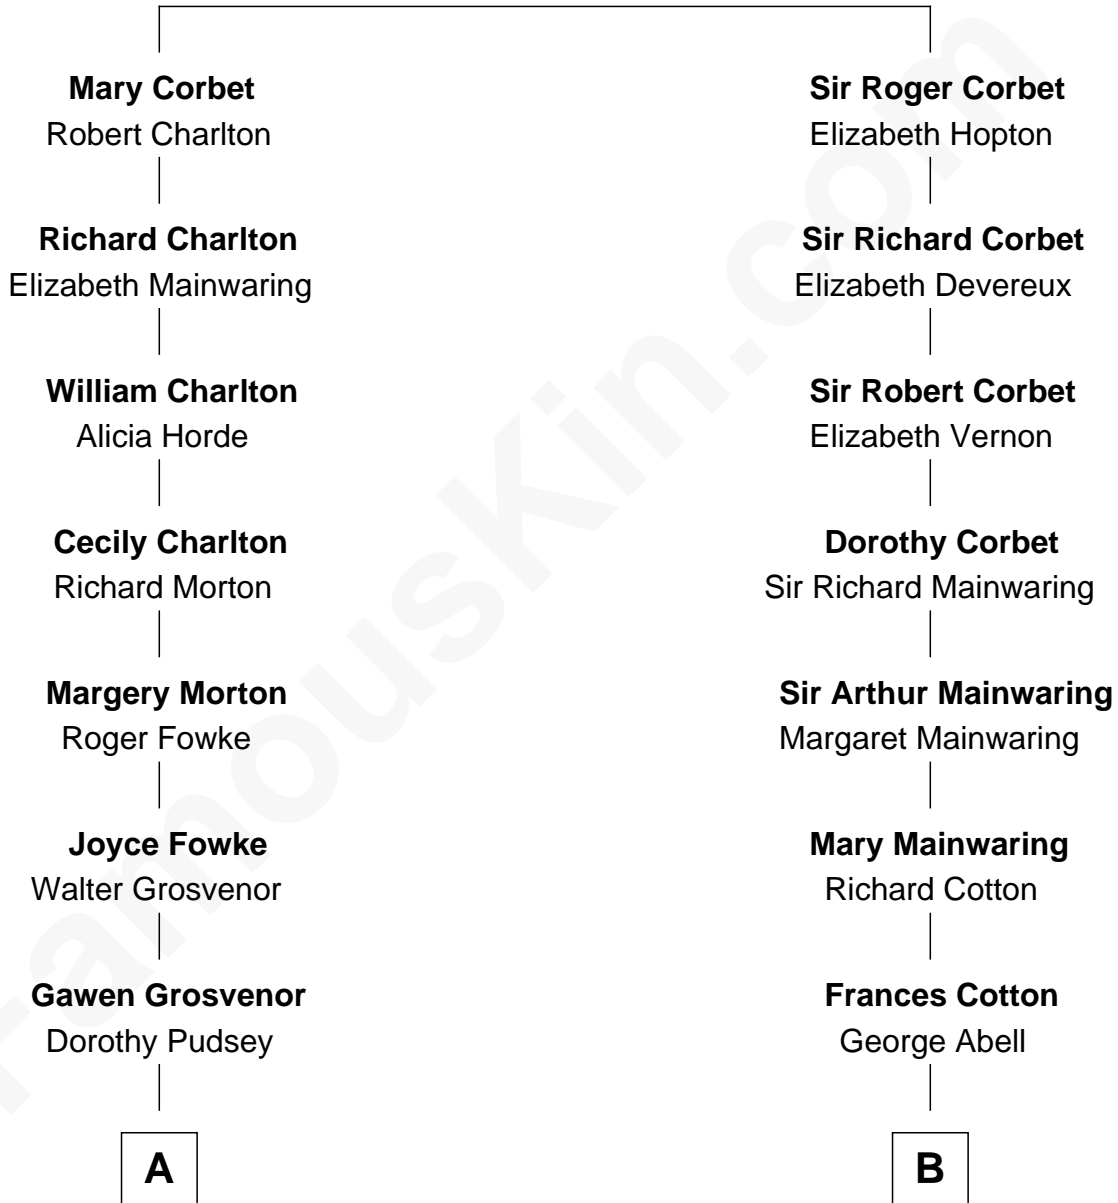 Mary Corbet
Robert Charlton
Richard Charlton
Elizabeth Mainwaring
William Charlton
Alicia Horde
Cecily Charlton
Richard Morton
Margery Morton
Roger Fowke
Joyce Fowke
Walter Grosvenor
Gawen Grosvenor
Dorothy Pudsey
A
Sir Roger Corbet
Elizabeth Hopton
Sir Richard Corbet
Elizabeth Devereux
Sir Robert Corbet
Elizabeth Vernon
Dorothy Corbet
Sir Richard Mainwaring
Sir Arthur Mainwaring
Margaret Mainwaring
Mary Mainwaring
Richard Cotton
Frances Cotton
George Abell
B
FamousKin.com